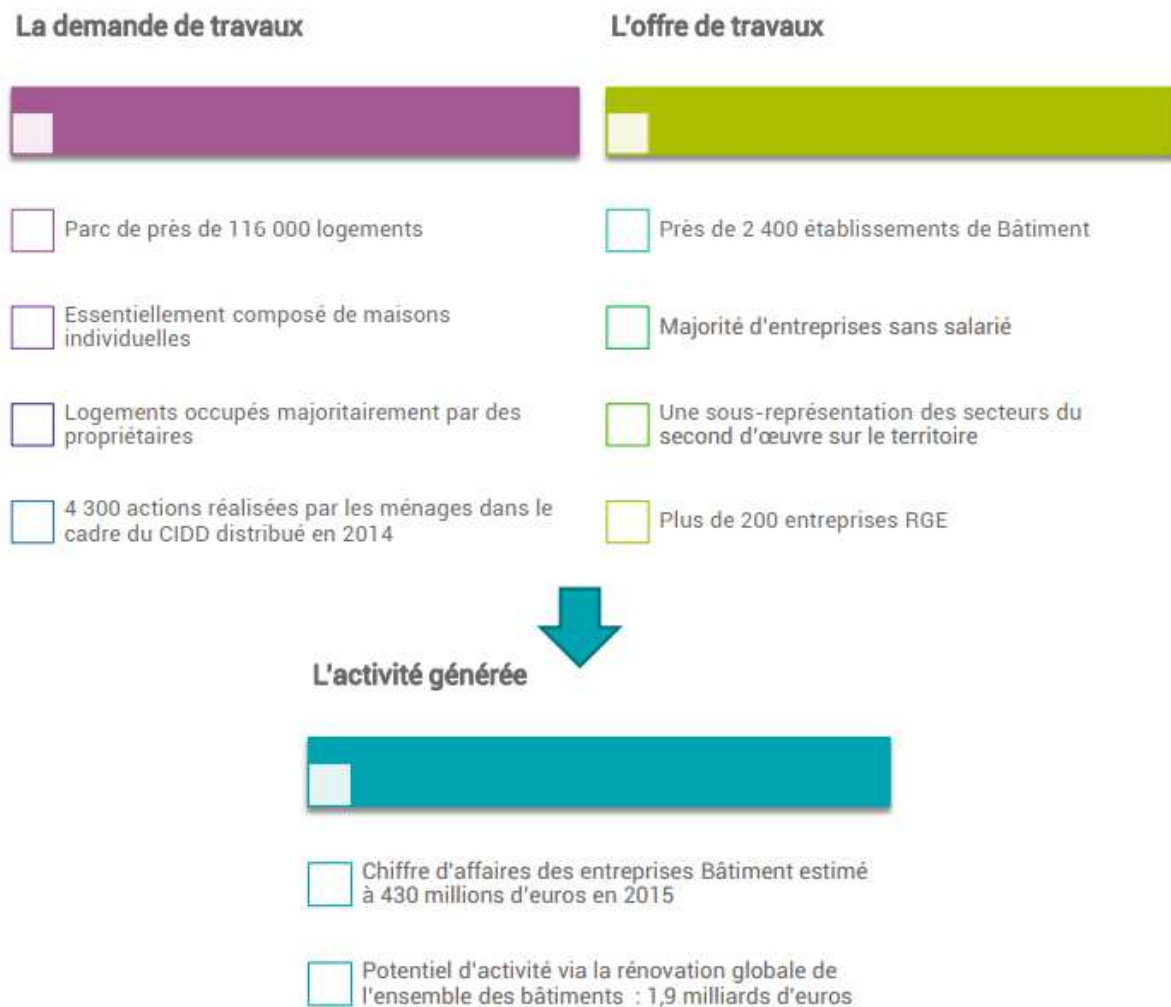 La demande de travaux
Parc de près de 116 000 logements
Essentiellement composé de maisons
individuelles
Logements occupés majoritairement par des
propriétaires
4 300 actions réalisées par les ménages dans le
cadre du CIDD distribué en 2014
L'offre de travaux
Près de 2 400 établissements de Bâtiment
Majorité d'entreprises sans salarié
Une sous-représentation des secteurs du
second d'œuvre sur le territoire
Plus de 200 entreprises RGE
L'activité générée
Chiffre d'affaires des entreprises Bâtiment estimé
à 430 millions d'euros en 2015
Potentiel d'activité via la rénovation globale de
l'ensemble des bâtiments : 1,9 milliards d'euros